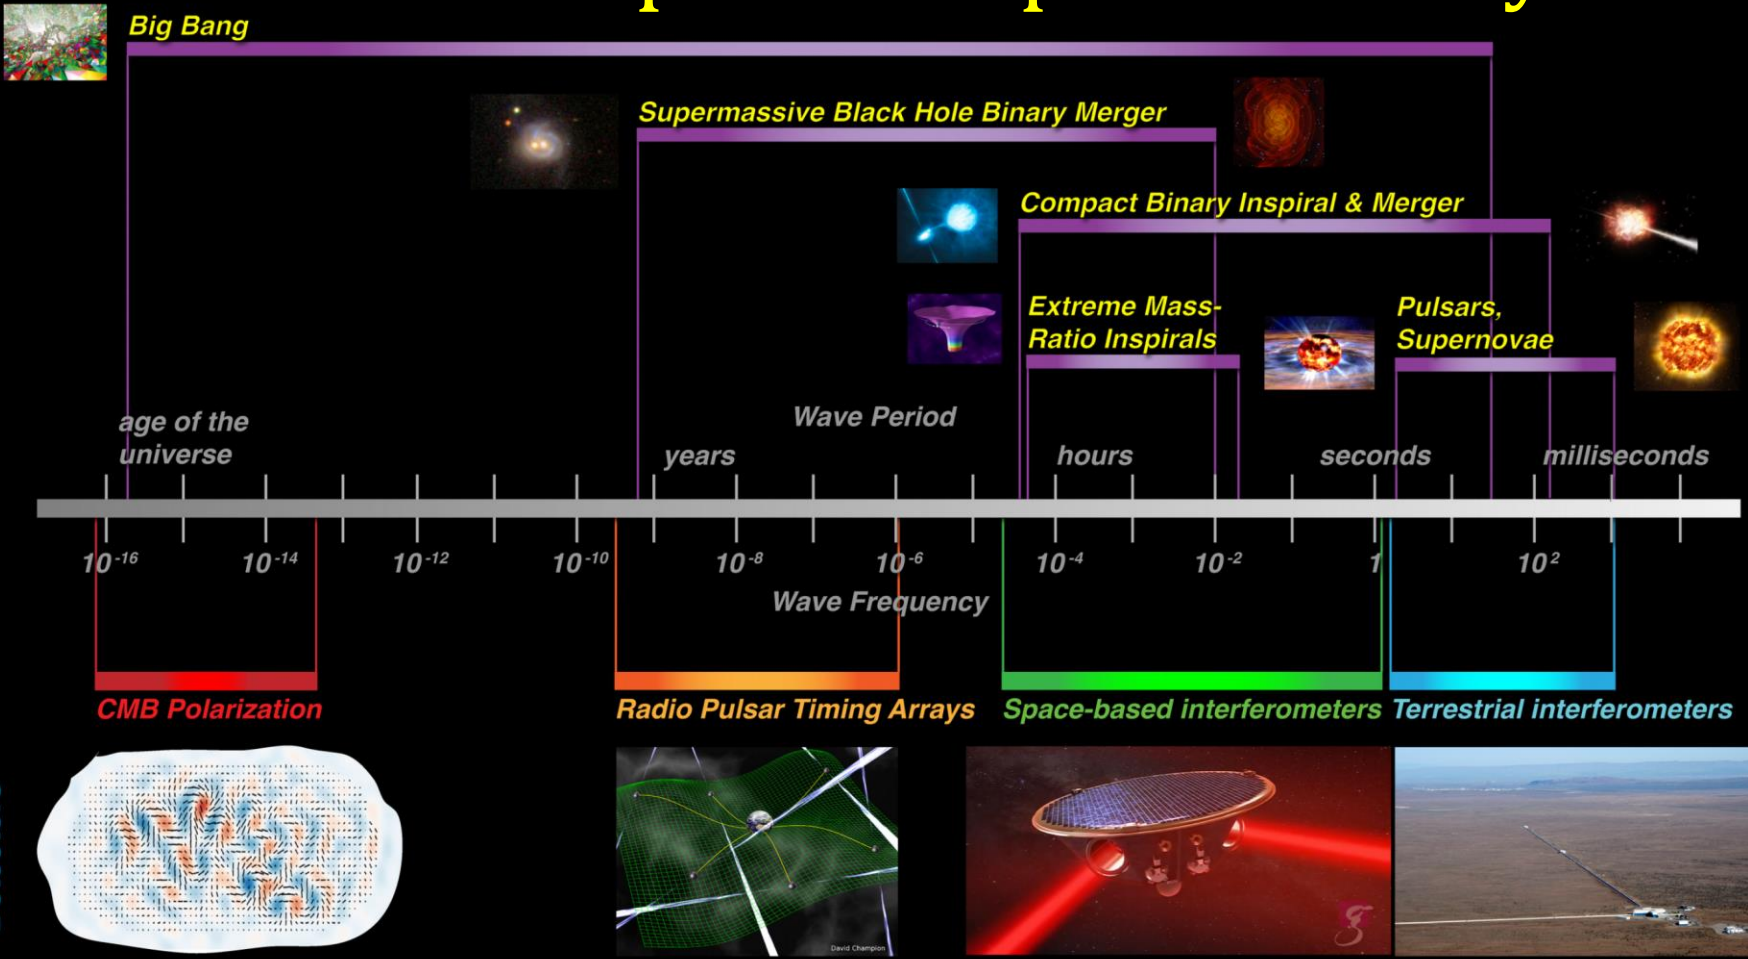 Big Bang
Supermassive Black Hole Binary Merger
Compact Binary Inspiral & Merger
Extreme Mass-
Ratio Inspirals
Pulsars,
Supernovae
age of the
universe
Wave Period
years
hours
seconds
milliseconds
10⁻¹⁶ 10⁻¹⁴ 10⁻¹² 10⁻¹⁰ 10⁻⁸ 10⁻⁶ 10⁻⁴ 10⁻² 1 10²
Wave Frequency
CMB Polarization
Radio Pulsar Timing Arrays
Space-based interferometers
Terrestrial interferometers
David Champion